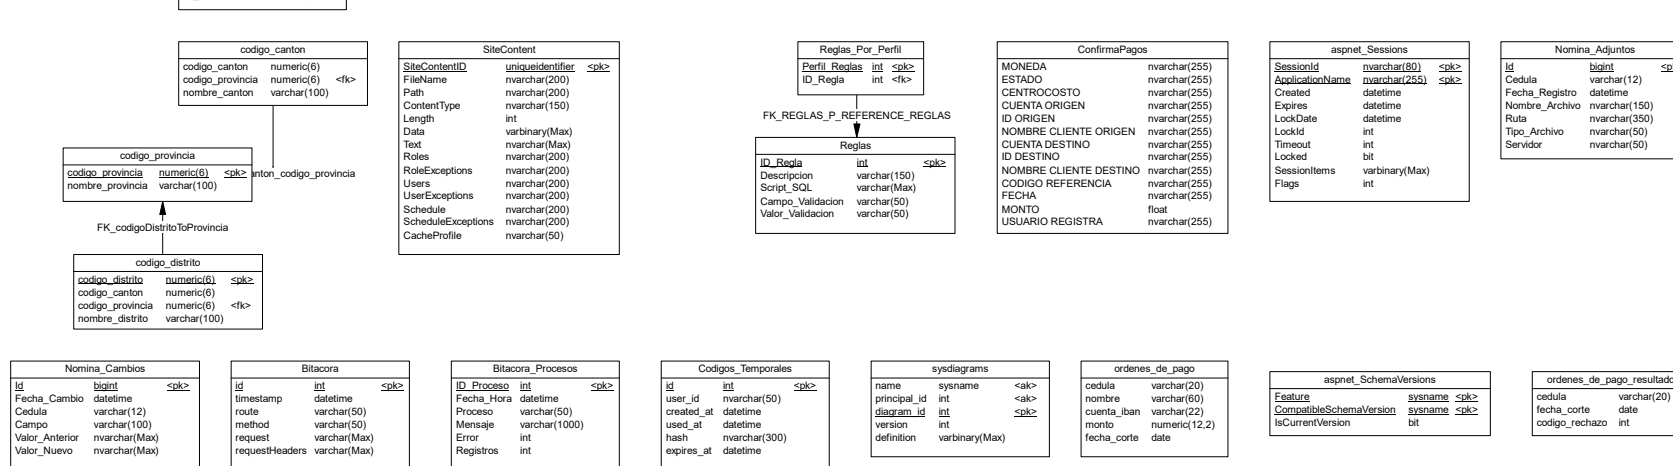 codigo_canton
codigo_canton numeric(6)
codigo_provincia numeric(6) <fk>
nombre_canton varchar(100)
SiteContent
SiteContentID uniqueidentifier <pk>
FileName nvarchar(200)
Path nvarchar(200)
ContentType nvarchar(150)
Length int
Data varbinary(Max)
Text nvarchar(Max)
Roles nvarchar(200)
RoleExceptions nvarchar(200)
Users nvarchar(200)
UserExceptions nvarchar(200)
Schedule nvarchar(200)
ScheduleExceptions nvarchar(200)
CacheProfile nvarchar(50)
Reglas_Por_Perfil
Perfil_Reglas int <pk>
ID_Regla int <fk>
FK_REGLAS_P_REFERENCE_REGLAS
Reglas
ID_Regla int <pk>
Descripcion varchar(150)
Script_SQL varchar(Max)
Campo_Validacion varchar(50)
Valor_Validacion varchar(50)
ConfirmaPagos
MONEDA nvarchar(255)
ESTADO nvarchar(255)
CENTROCOSTO nvarchar(255)
CUENTA ORIGEN nvarchar(255)
ID ORIGEN nvarchar(255)
NOMBRE CLIENTE ORIGEN nvarchar(255)
CUENTA DESTINO nvarchar(255)
ID DESTINO nvarchar(255)
NOMBRE CLIENTE DESTINO nvarchar(255)
CODIGO REFERENCIA nvarchar(255)
FECHA nvarchar(255)
MONTO float
USUARIO REGISTRA nvarchar(255)
aspnet_Sessions
SessionId nvarchar(80) <pk>
ApplicationName nvarchar(255) <pk>
Created datetime
Expires datetime
LockDate datetime
LockId int
Timeout int
Locked bit
SessionItems varbinary(Max)
Flags int
Nomina_Adjuntos
Id bigint
Cedula varchar(12)
Fecha_Registro datetime
Nombre_Archivo nvarchar(150)
Ruta nvarchar(350)
Tipo_Archivo nvarchar(50)
Servidor nvarchar(50)
codigo_provincia
codigo_provincia numeric(6) <pk>
nombre_provincia varchar(100)
anton_codigo_provincia
FK_codigoDistritoToProvincia
codigo_distrito
codigo_distrito numeric(6) <pk>
codigo_canton numeric(6)
codigo_provincia numeric(6) <fk>
nombre_distrito varchar(100)
Nomina_Cambios
Id bigint <pk>
Fecha_Cambio datetime
Cedula varchar(12)
Campo varchar(100)
Valor_Anterior nvarchar(Max)
Valor_Nuevo nvarchar(Max)
Bitacora
id int <pk>
timestamp datetime
route varchar(50)
method varchar(50)
request varchar(Max)
requestHeaders varchar(Max)
Bitacora_Procesos
ID_Proceso int <pk>
Fecha_Hora datetime
Proceso varchar(50)
Mensaje varchar(1000)
Error int
Registros int
Codigos_Temporales
id int <pk>
user_id nvarchar(50)
created_at datetime
used_at datetime
hash nvarchar(300)
expires_at datetime
sysdiagrams
name sysname <ak>
principal_id int <ak>
diagram_id int <pk>
version int
definition varbinary(Max)
ordenes_de_pago
cedula varchar(20)
nombre varchar(60)
cuenta_iban varchar(22)
monto numeric(12,2)
fecha_corte date
aspnet_SchemaVersions
Feature sysname <pk>
CompatibleSchemaVersion sysname <pk>
IsCurrentVersion bit
ordenes_de_pago_resultado
cedula varchar(20)
fecha_corte date
codigo_rechazo int